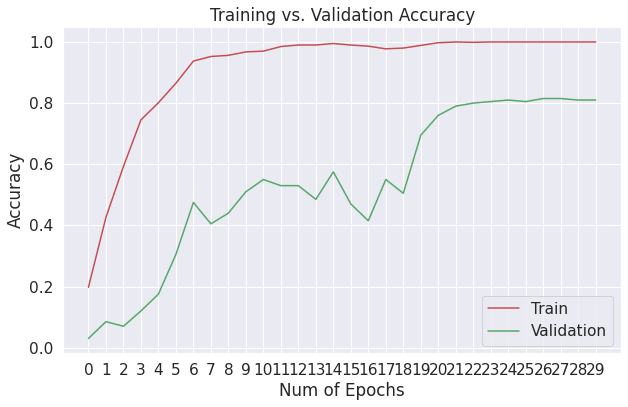 Training vs. Validation Accuracy
1.0
0.8
0.6
0.4
0.2
0.0
Accuracy
Train
Validation
0 1 2 3 4 5 6 7 8 9 10 11 12 13 14 15 16 17 18 19 20 21 22 23 24 25 26 27 28 29
Num of Epochs